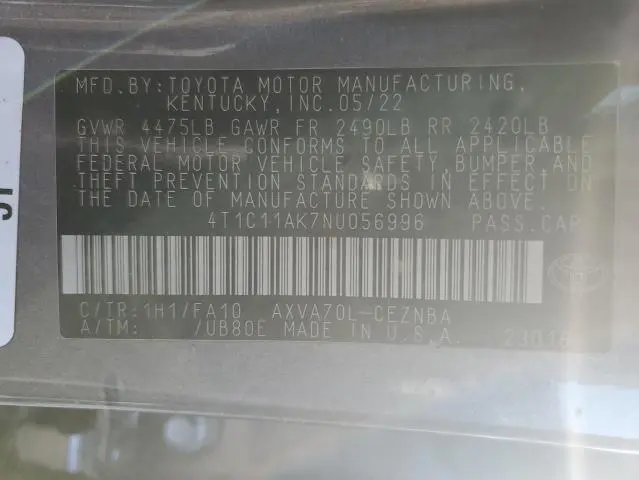 MFD.BY:TOYOTA MOTOR MANUFACTURING,
KENTUCKY,INC.05/22
GVWR 4475LB GAWR FR 2490LB RR 2420LB
THIS VEHICLE CONFORMS TO ALL APPLICABLE
FEDERAL MOTOR VEHICLE SAFETY,BUMPER,AND
THEFT PREVENTION STANDARDS IN EFFECT ON
THE DATE OF MANUFACTURE SHOWN ABOVE.
4T1C11AK7NU056996 PASS.CAR
C/TR:1H1/FA10 AXVA70L-CEZNBA
A/TM: /UB80E MADE IN U.S.A.